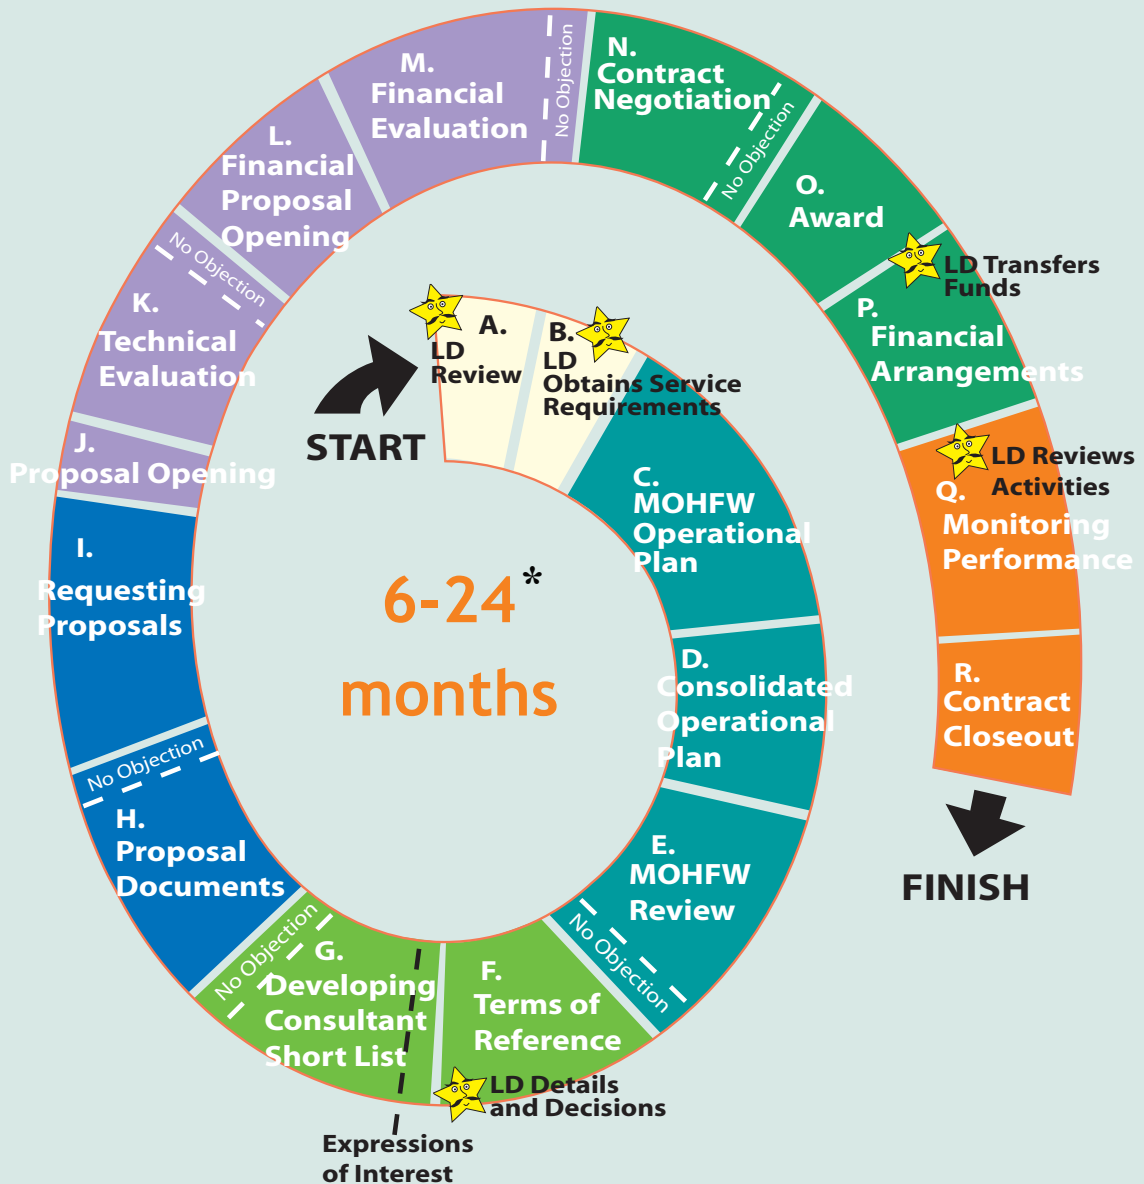 START
A.
LD
Review
B.
LD
Obtains Service
Requirements
C.
MOHFW
Operational
Plan
D.
Consolidated
Operational
Plan
E.
MOHFW
Review
No Objection
F.
Terms of
Reference
LD Details
and Decisions
Expressions
of Interest
G.
Developing
Consultant
Short List
No Objection
H.
Proposal
Documents
No Objection
I.
Requesting
Proposals
J.
Proposal Opening
K.
Technical
Evaluation
No Objection
L.
Financial
Proposal
Opening
M.
Financial
Evaluation
No Objection
N.
Contract
Negotiation
No Objection
O.
Award
LD Transfers
Funds
P.
Financial
Arrangements
LD Reviews
Activities
Q.
Monitoring
Performance
R.
Contract
Closeout
FINISH
6-24*
months